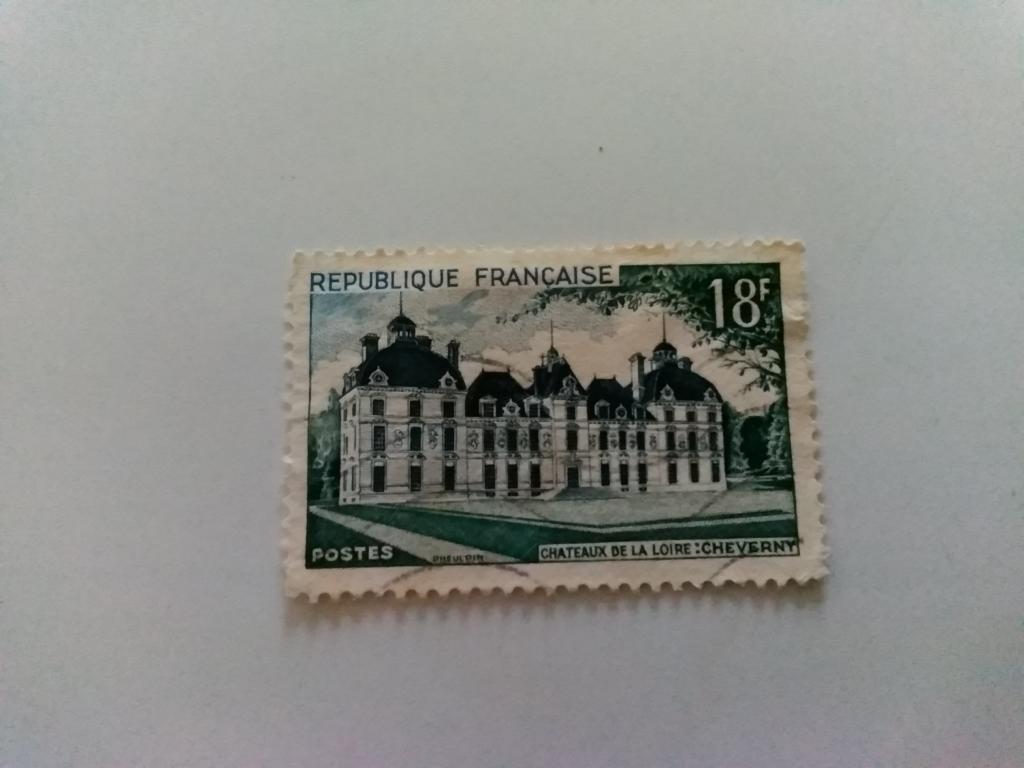 REPUBLIQUE FRANÇAISE
18F
POSTES
CHATEAUX DE LA LOIRE : CHEVERNY